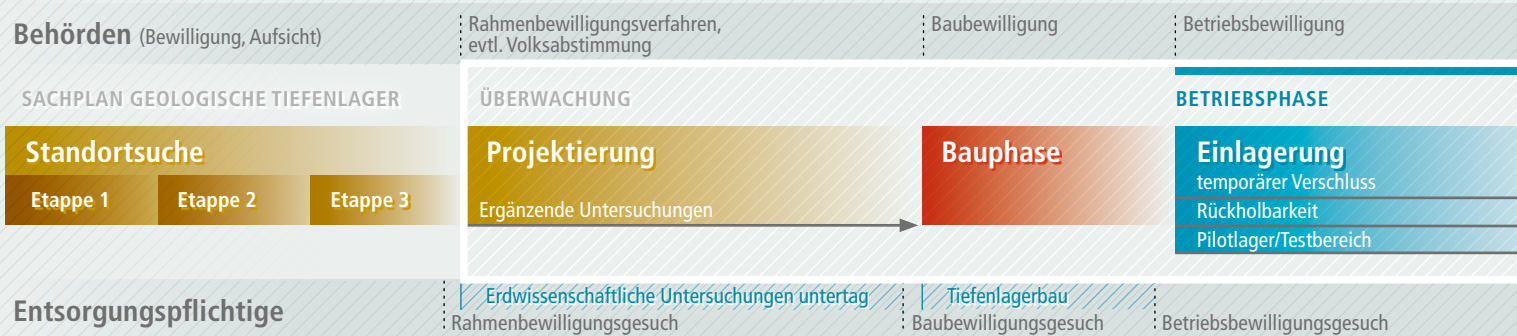 Behörden (Bewilligung, Aufsicht)
Rahmenbewilligungsverfahren,
evtl. Volksabstimmung
Baubewilligung
Betriebsbewilligung
SACHPLAN GEOLOGISCHE TIEFENLAGER
ÜBERWACHUNG
BETRIEBSPHASE
Standortsuche
Etappe 1
Etappe 2
Etappe 3
Projektierung
Ergänzende Untersuchungen
Bauphase
Einlagerung
temporärer Verschluss
Rückholbarkeit
Pilotlager/Testbereich
Entsorgungspflichtige
Erdwissenschaftliche Untersuchungen untertag
Tiefenlagerbau
Rahmenbewilligungsgesuch
Baubewilligungsgesuch
Betriebsbewilligungsgesuch